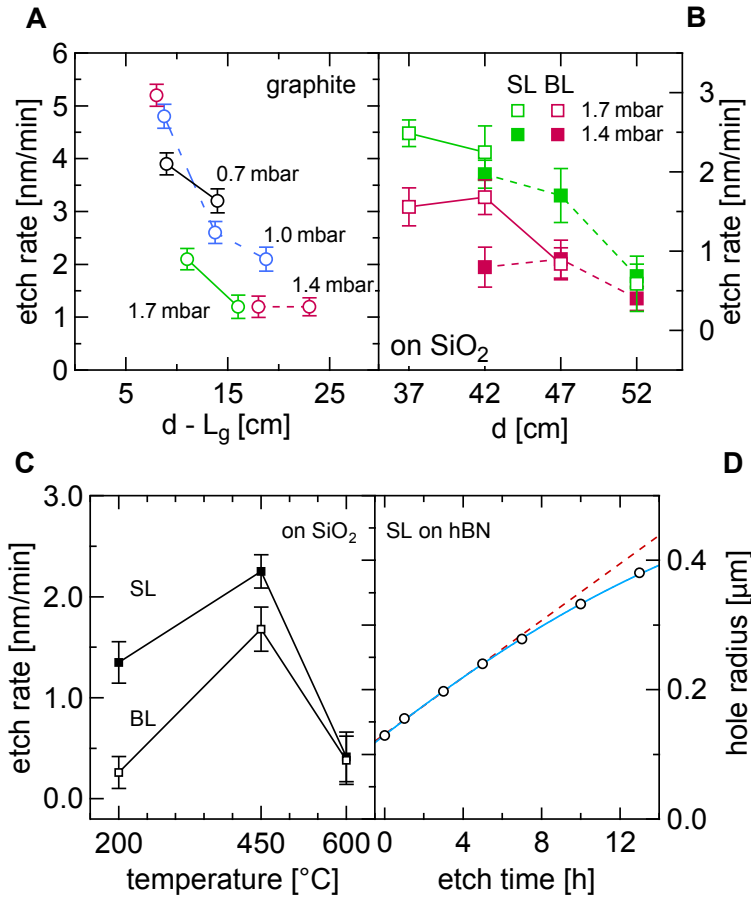 A
B
6
5
4
3
2
1
0
etch rate [nm/min]
graphite
0.7 mbar
1.0 mbar
1.4 mbar
1.7 mbar
5
15
25
d - Lg [cm]
SL BL
1.7 mbar
1.4 mbar
on SiO2
3
2
1
0
etch rate [nm/min]
37
42
47
52
d [cm]
C
D
3.0
2.0
1.0
0.0
etch rate [nm/min]
on SiO2
SL
BL
200
450
600
temperature [°C]
SL on hBN
0.4
0.2
0.0
hole radius [µm]
0
4
8
12
etch time [h]